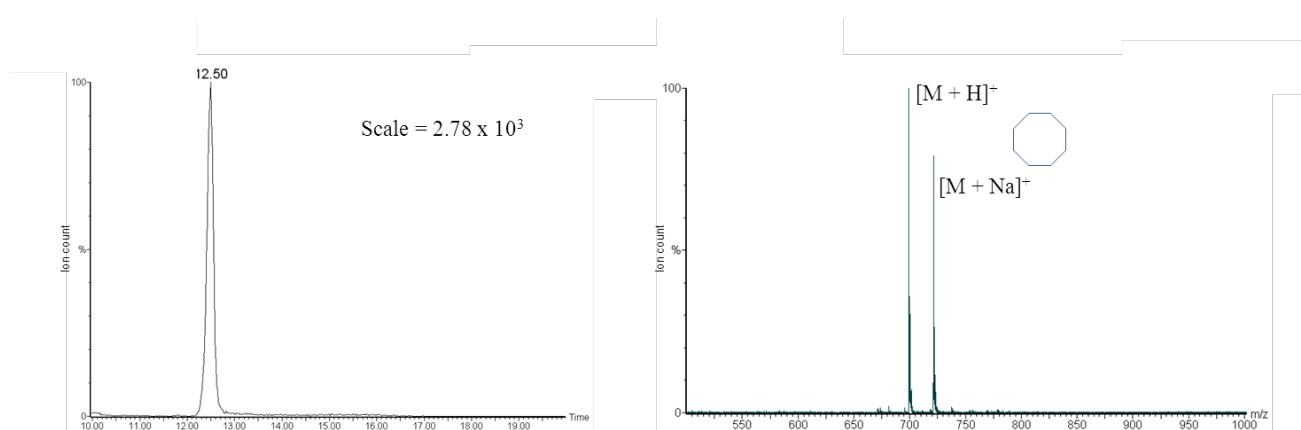 12.50
100
Scale = 2.78 x 10³
Ion count
%
0
10.00 11.00 12.00 13.00 14.00 15.00 16.00 17.00 18.00 19.00
Time
100
[M + H]⁺
[M + Na]⁺
Ion count
%
0
550 600 650 700 750 800 850 900 950 1000
m/z